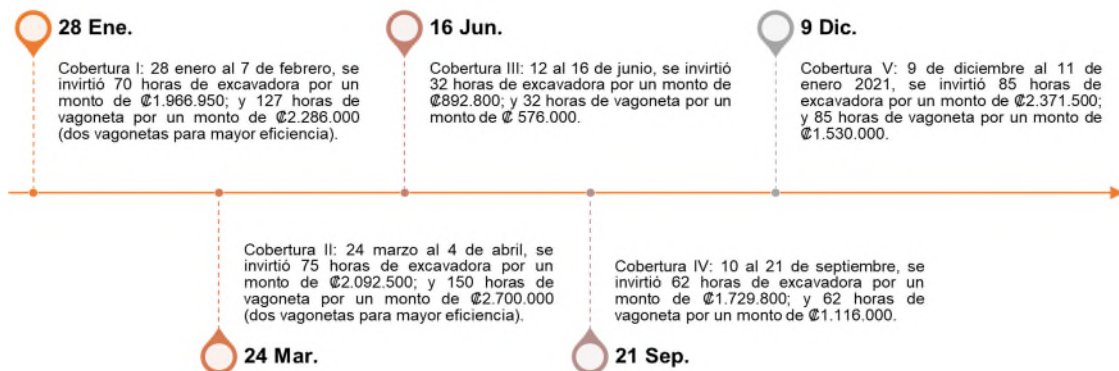 28 Ene.
Cobertura I: 28 enero al 7 de febrero, se
invirtió 70 horas de excavadora por un
monto de ₡1.966.950; y 127 horas de
vagoneta por un monto de ₡2.286.000
(dos vagonetas para mayor eficiencia).
16 Jun.
Cobertura III: 12 al 16 de junio, se invirtió
32 horas de excavadora por un monto de
₡892.800; y 32 horas de vagoneta por un
monto de ₡ 576.000.
9 Dic.
Cobertura V: 9 de diciembre al 11 de
enero 2021, se invirtió 85 horas de
excavadora por un monto de ₡2.371.500;
y 85 horas de vagoneta por un monto de
₡1.530.000.
Cobertura II: 24 marzo al 4 de abril, se
invirtió 75 horas de excavadora por un
monto de ₡2.092.500; y 150 horas de
vagoneta por un monto de ₡2.700.000
(dos vagonetas para mayor eficiencia).
24 Mar.
Cobertura IV: 10 al 21 de septiembre, se
invirtió 62 horas de excavadora por un
monto de ₡1.729.800; y 62 horas de
vagoneta por un monto de ₡1.116.000.
21 Sep.